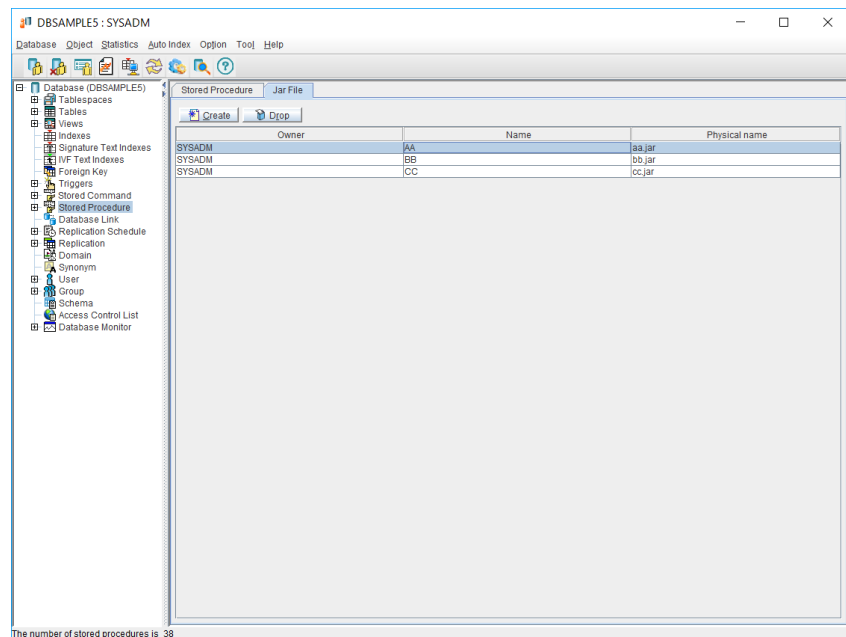 DBSAMPLE5 : SYSADM
Database Object Statistics Auto Index Option Tool Help
Database (DBSAMPLE5)
Tablespaces
Tables
Views
Indexes
Signature Text Indexes
IVF Text Indexes
Foreign Key
Triggers
Stored Command
Stored Procedure
Database Link
Replication Schedule
Replication
Domain
Synonym
User
Group
Schema
Access Control List
Database Monitor
Stored Procedure Jar File
Create Drop
Owner Name Physical name
SYSADM AA aa.jar
SYSADM BB bb.jar
SYSADM CC cc.jar
The number of stored procedures is 38